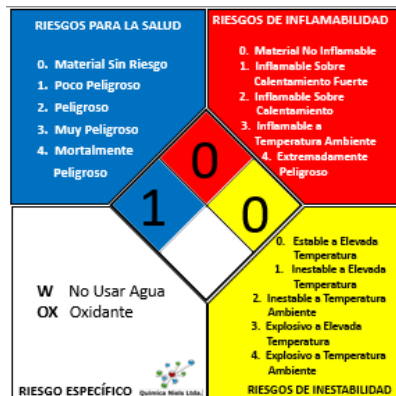 RIESGOS PARA LA SALUD
0. Material Sin Riesgo
1. Poco Peligroso
2. Peligroso
3. Muy Peligroso
4. Mortalmente
Peligroso
RIESGOS DE INFLAMABILIDAD
0. Material No Inflamable
1. Inflamable Sobre
Calentamiento Fuerte
2. Inflamable Sobre
Calentamiento
3. Inflamable a
Temperatura Ambiente
4. Extremadamente
Peligroso
0
1
0
W No Usar Agua
OX Oxidante
RIESGO ESPECÍFICO
Química Niels Ltda.
0. Estable a Elevada
Temperatura
1. Inestable a Elevada
Temperatura
2. Inestable a Temperatura
Ambiente
3. Explosivo a Elevada
Temperatura
4. Explosivo a Temperatura
Ambiente
RIESGOS DE INESTABILIDAD